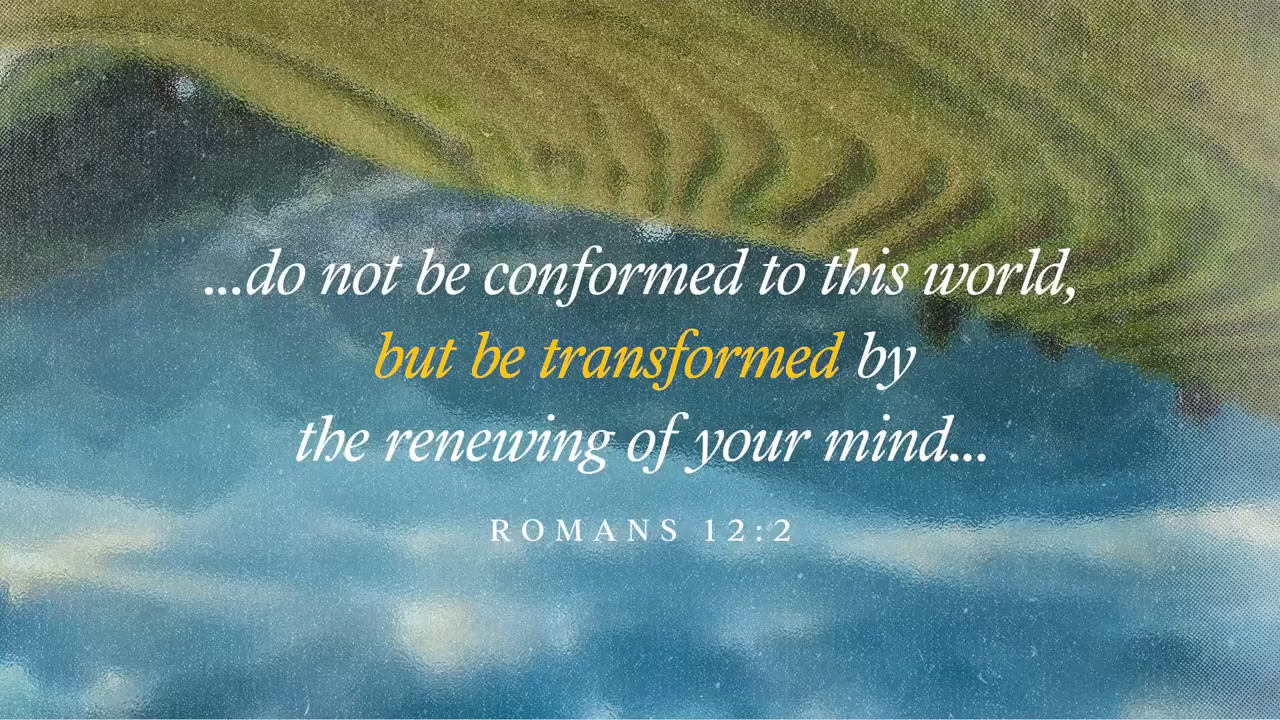 ...do not be conformed to this world,
but be transformed by
the renewing of your mind...
ROMANS 12:2